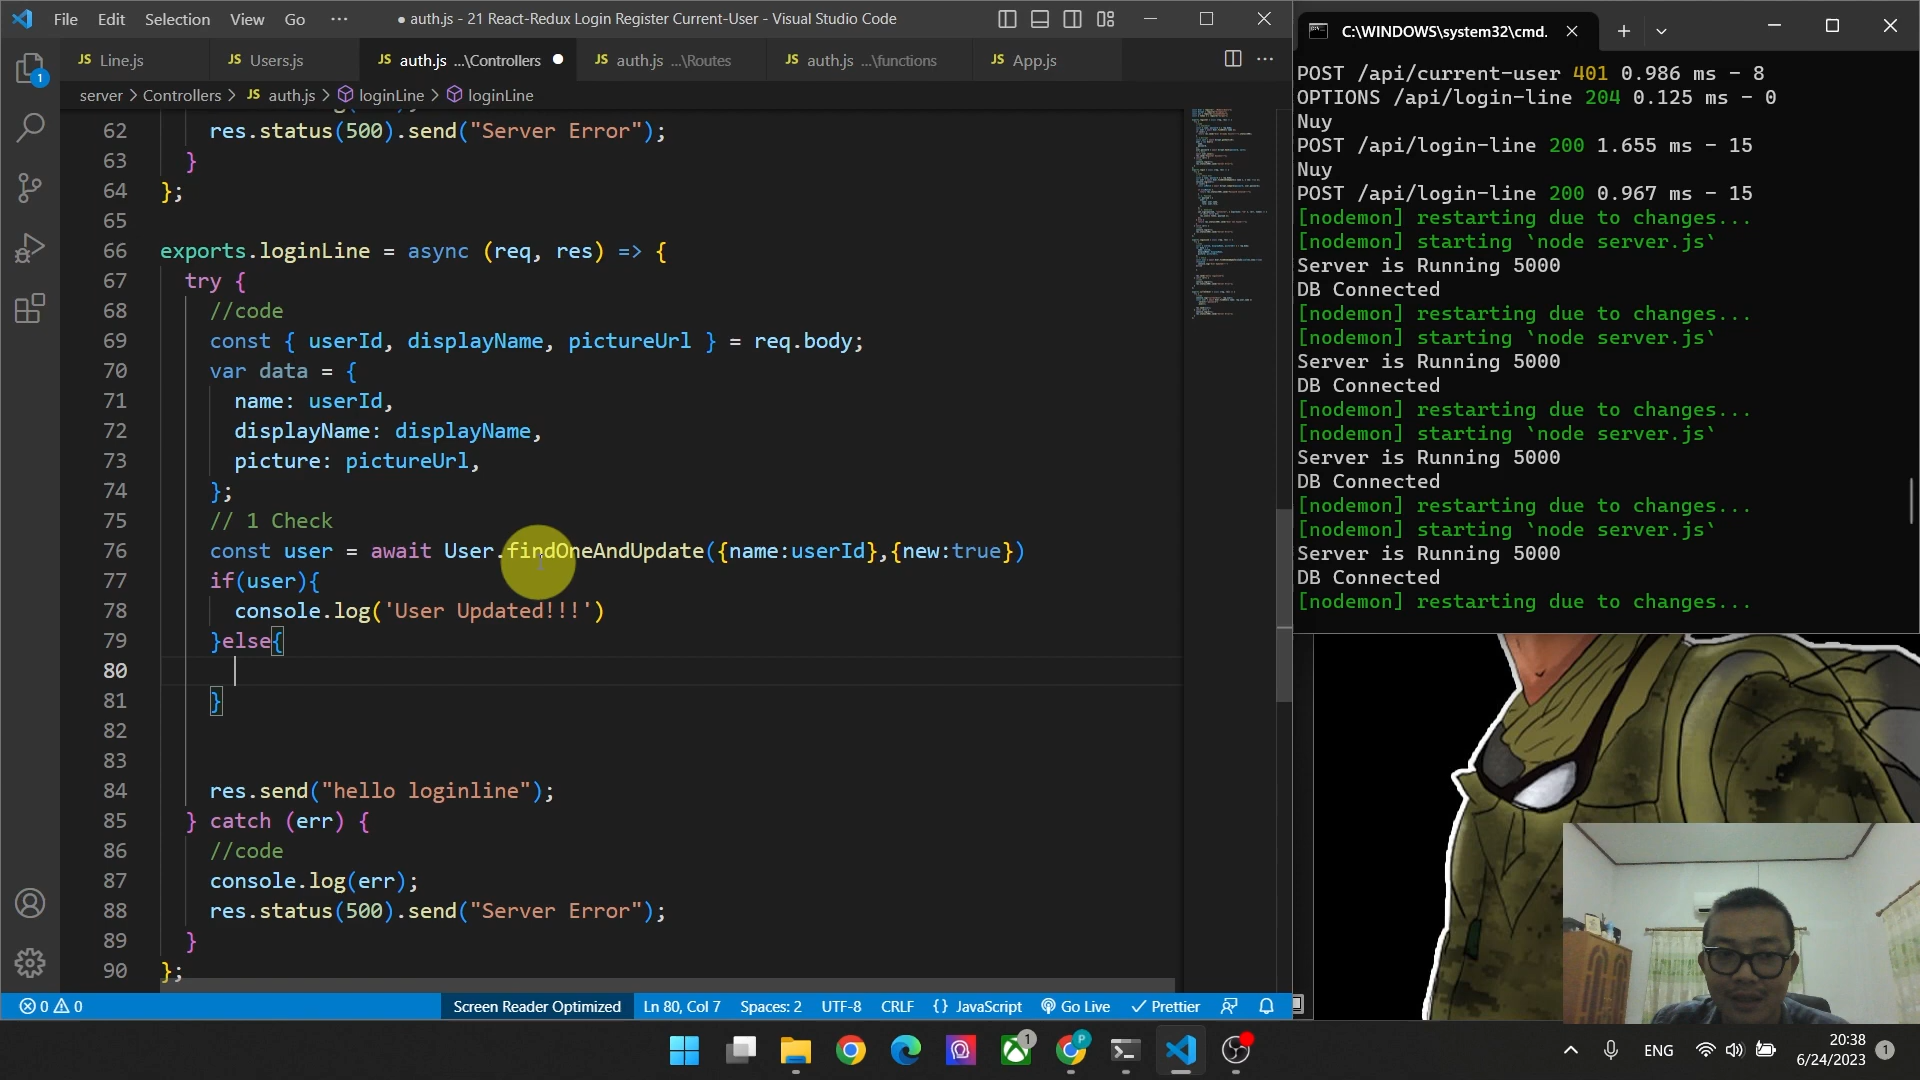 File Edit Selection View Go ··· ● auth.js - 21 React-Redux Login Register Current-User - Visual Studio Code
JS Line.js JS Users.js JS auth.js ...\Controllers ● JS auth.js ...\Routes JS auth.js ...\functions JS App.js
server > Controllers > JS auth.js > loginLine > loginLine
62 res.status(500).send("Server Error");
63 }
64 };
65
66 exports.loginLine = async (req, res) => {
67 try {
68 //code
69 const { userId, displayName, pictureUrl } = req.body;
70 var data = {
71 name: userId,
72 displayName: displayName,
73 picture: pictureUrl,
74 };
75 // 1 Check
76 const user = await User.findOneAndUpdate({name:userId},{new:true})
77 if(user){
78 console.log('User Updated!!!')
79 }else{
80
81 }
82
83
84 res.send("hello loginline");
85 } catch (err) {
86 //code
87 console.log(err);
88 res.status(500).send("Server Error");
89 }
90 };
1
0 0 Screen Reader Optimized Ln 80, Col 7 Spaces: 2 UTF-8 CRLF {} JavaScript Go Live Prettier
C:\WINDOWS\system32\cmd.
POST /api/current-user 401 0.986 ms - 8
OPTIONS /api/login-line 204 0.125 ms - 0
Nuy
POST /api/login-line 200 1.655 ms - 15
Nuy
POST /api/login-line 200 0.967 ms - 15
[nodemon] restarting due to changes...
[nodemon] starting `node server.js`
Server is Running 5000
DB Connected
[nodemon] restarting due to changes...
[nodemon] starting `node server.js`
Server is Running 5000
DB Connected
[nodemon] restarting due to changes...
[nodemon] starting `node server.js`
Server is Running 5000
DB Connected
[nodemon] restarting due to changes...
[nodemon] starting `node server.js`
Server is Running 5000
DB Connected
[nodemon] restarting due to changes...
1 P ENG 20:38 1
6/24/2023